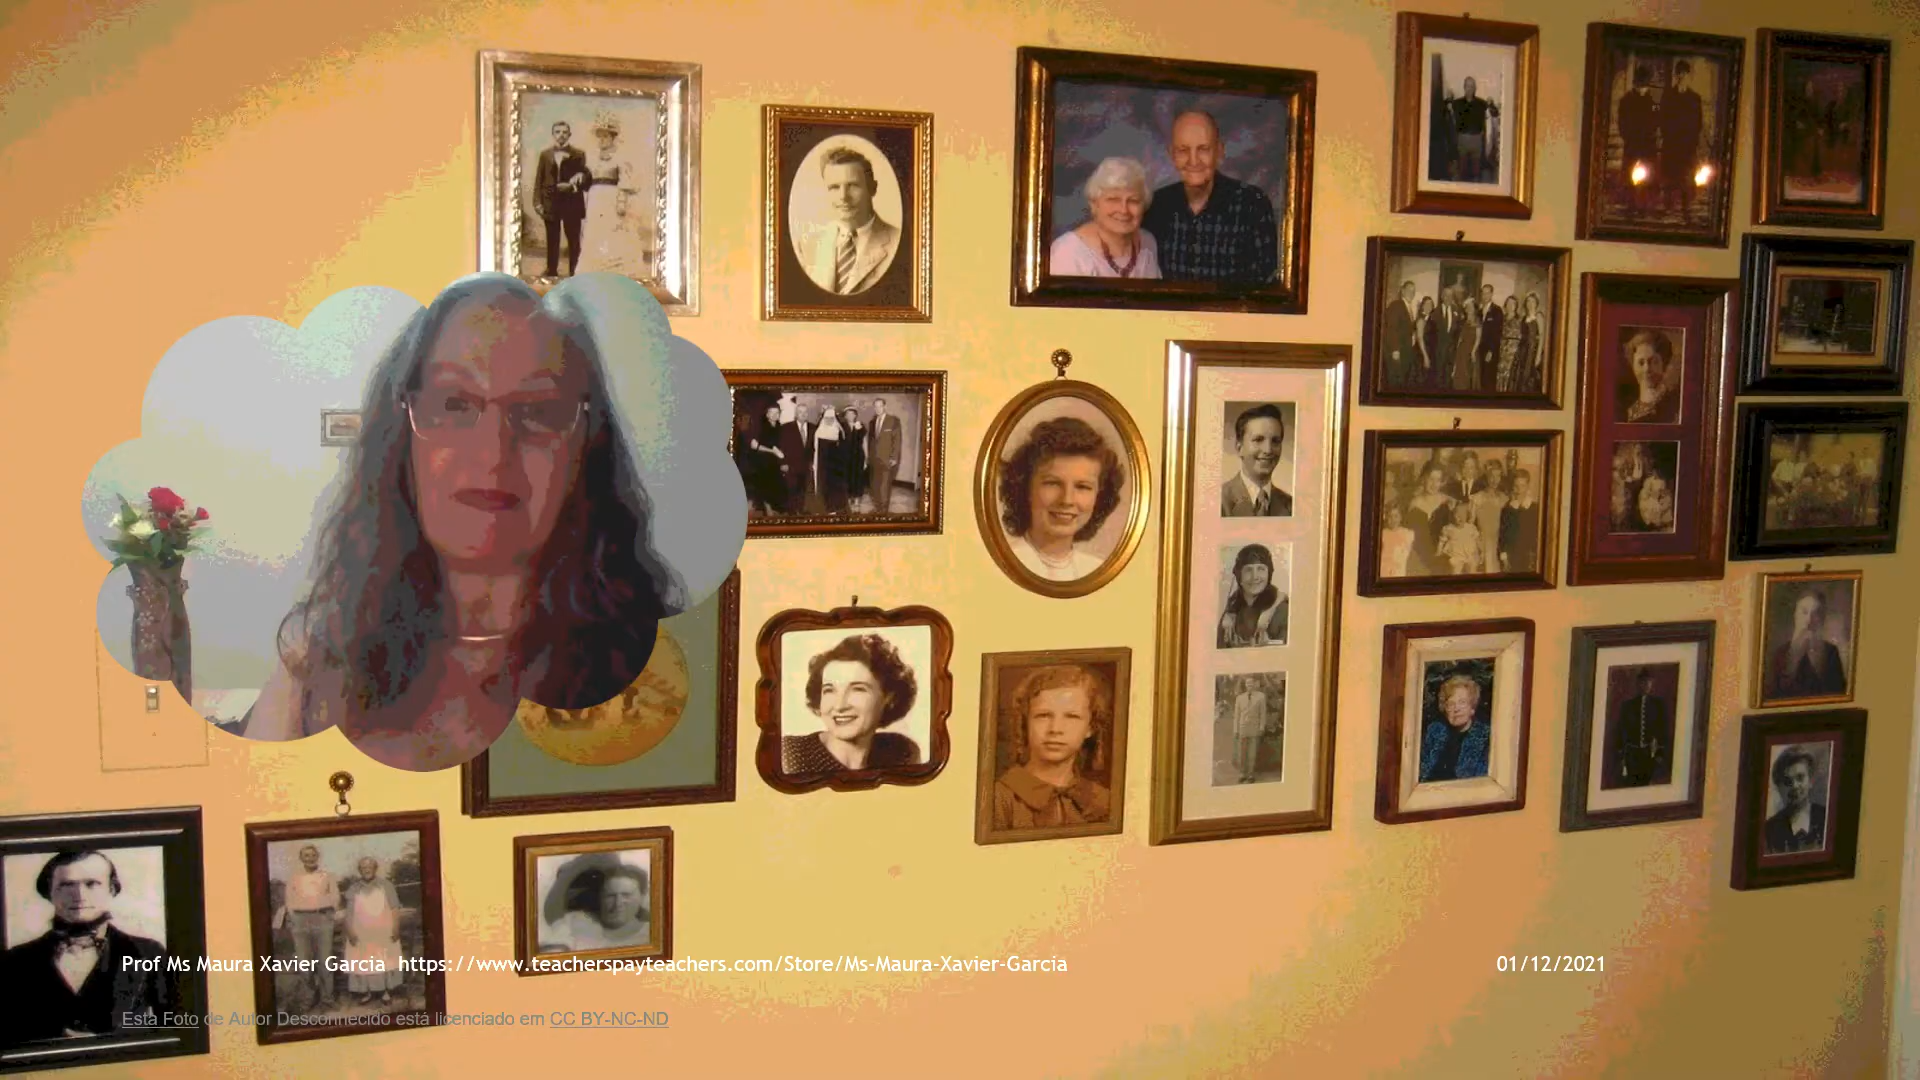 Prof Ms Maura Xavier Garcia  https://www.teacherspayteachers.com/Store/Ms-Maura-Xavier-Garcia
01/12/2021
Esta Foto de Autor Desconhecido está licenciado em CC BY-NC-ND